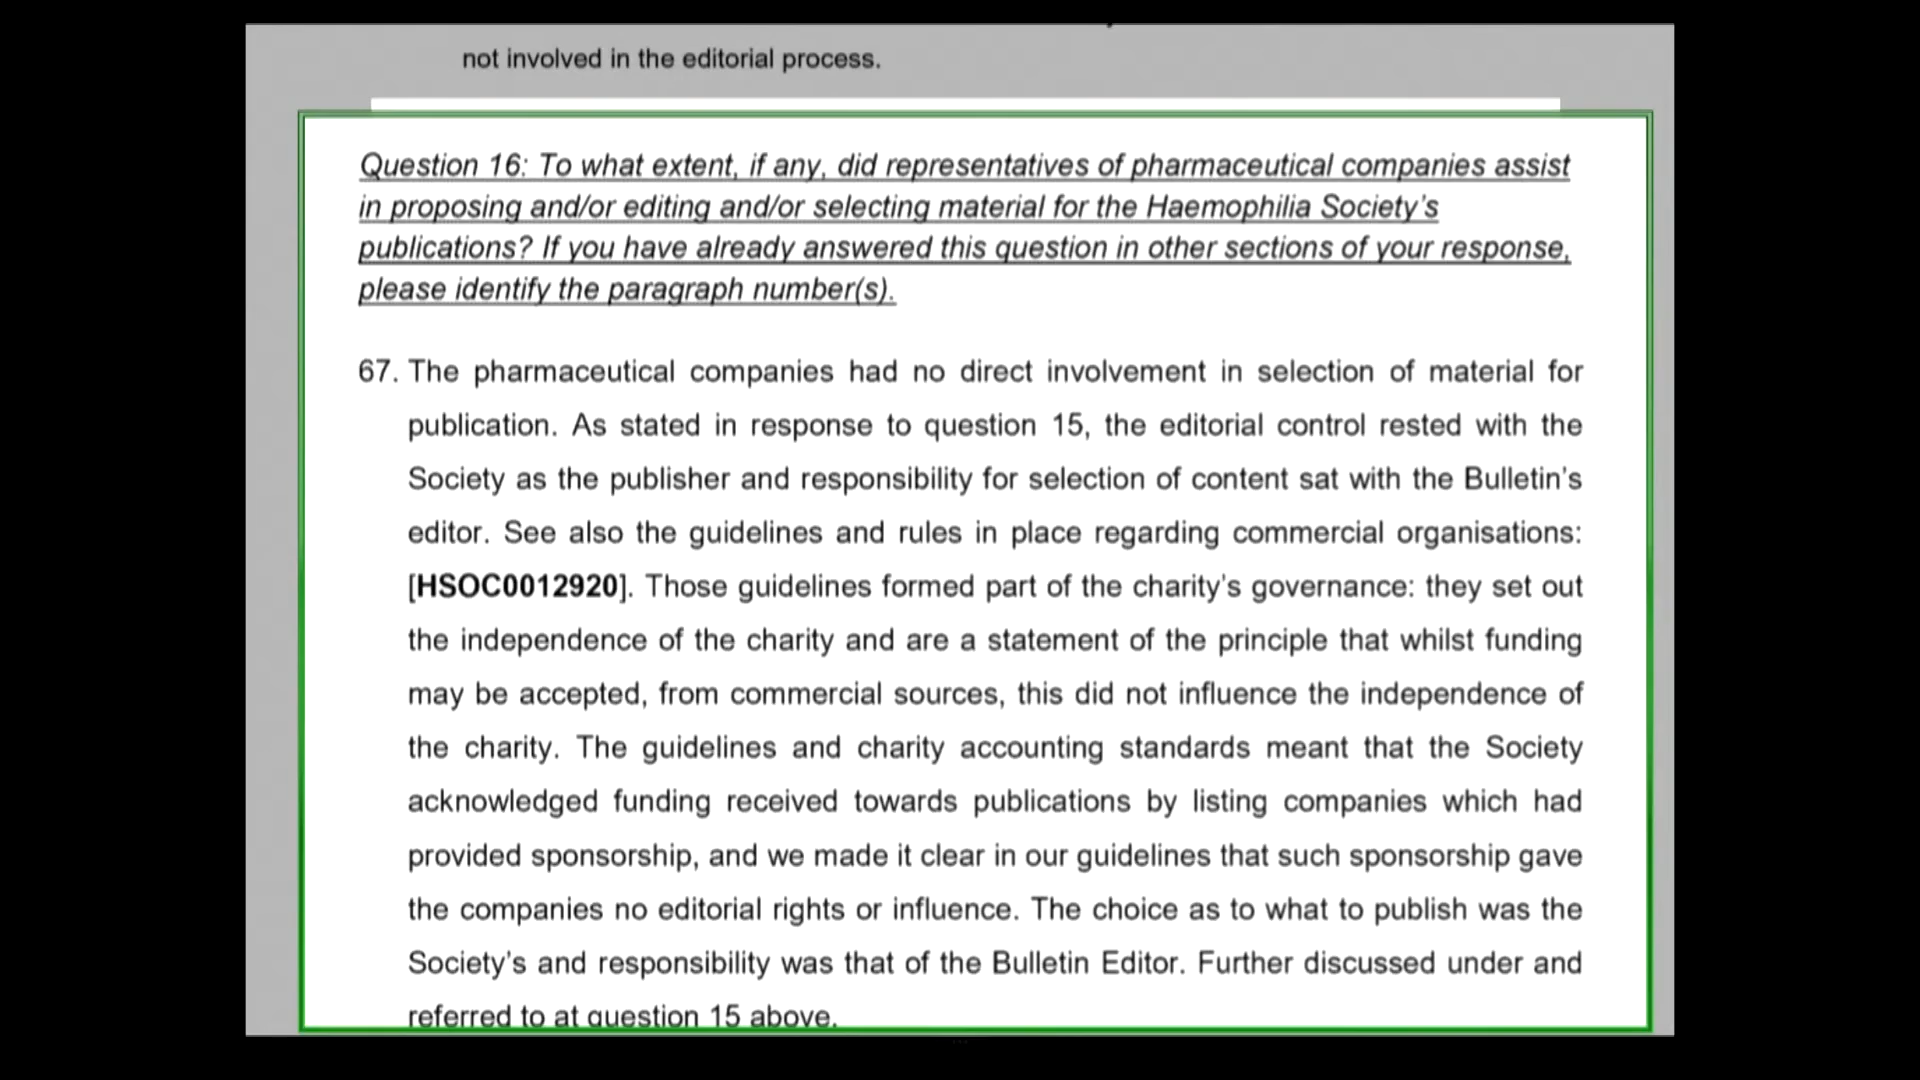 not involved in the editorial process.
Question 16: To what extent, if any, did representatives of pharmaceutical companies assist
in proposing and/or editing and/or selecting material for the Haemophilia Society's
publications? If you have already answered this question in other sections of your response,
please identify the paragraph number(s).
67. The pharmaceutical companies had no direct involvement in selection of material for
publication. As stated in response to question 15, the editorial control rested with the
Society as the publisher and responsibility for selection of content sat with the Bulletin's
editor. See also the guidelines and rules in place regarding commercial organisations:
[HSOC0012920]. Those guidelines formed part of the charity's governance: they set out
the independence of the charity and are a statement of the principle that whilst funding
may be accepted, from commercial sources, this did not influence the independence of
the charity. The guidelines and charity accounting standards meant that the Society
acknowledged funding received towards publications by listing companies which had
provided sponsorship, and we made it clear in our guidelines that such sponsorship gave
the companies no editorial rights or influence. The choice as to what to publish was the
Society's and responsibility was that of the Bulletin Editor. Further discussed under and
referred to at question 15 above.